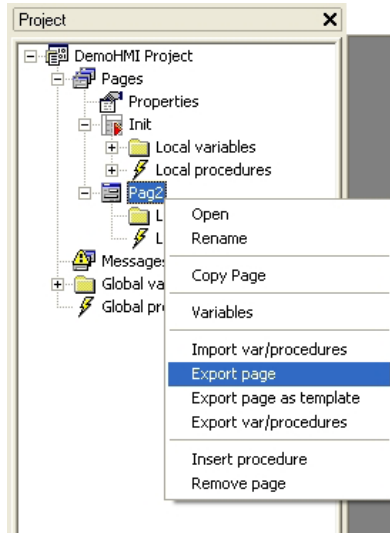 Project
DemoHMI Project
Pages
Properties
Init
Local variables
Local procedures
Pag2
L
L
Messages
Global va
Global pr
Open
Rename
Copy Page
Variables
Import var/procedures
Export page
Export page as template
Export var/procedures
Insert procedure
Remove page